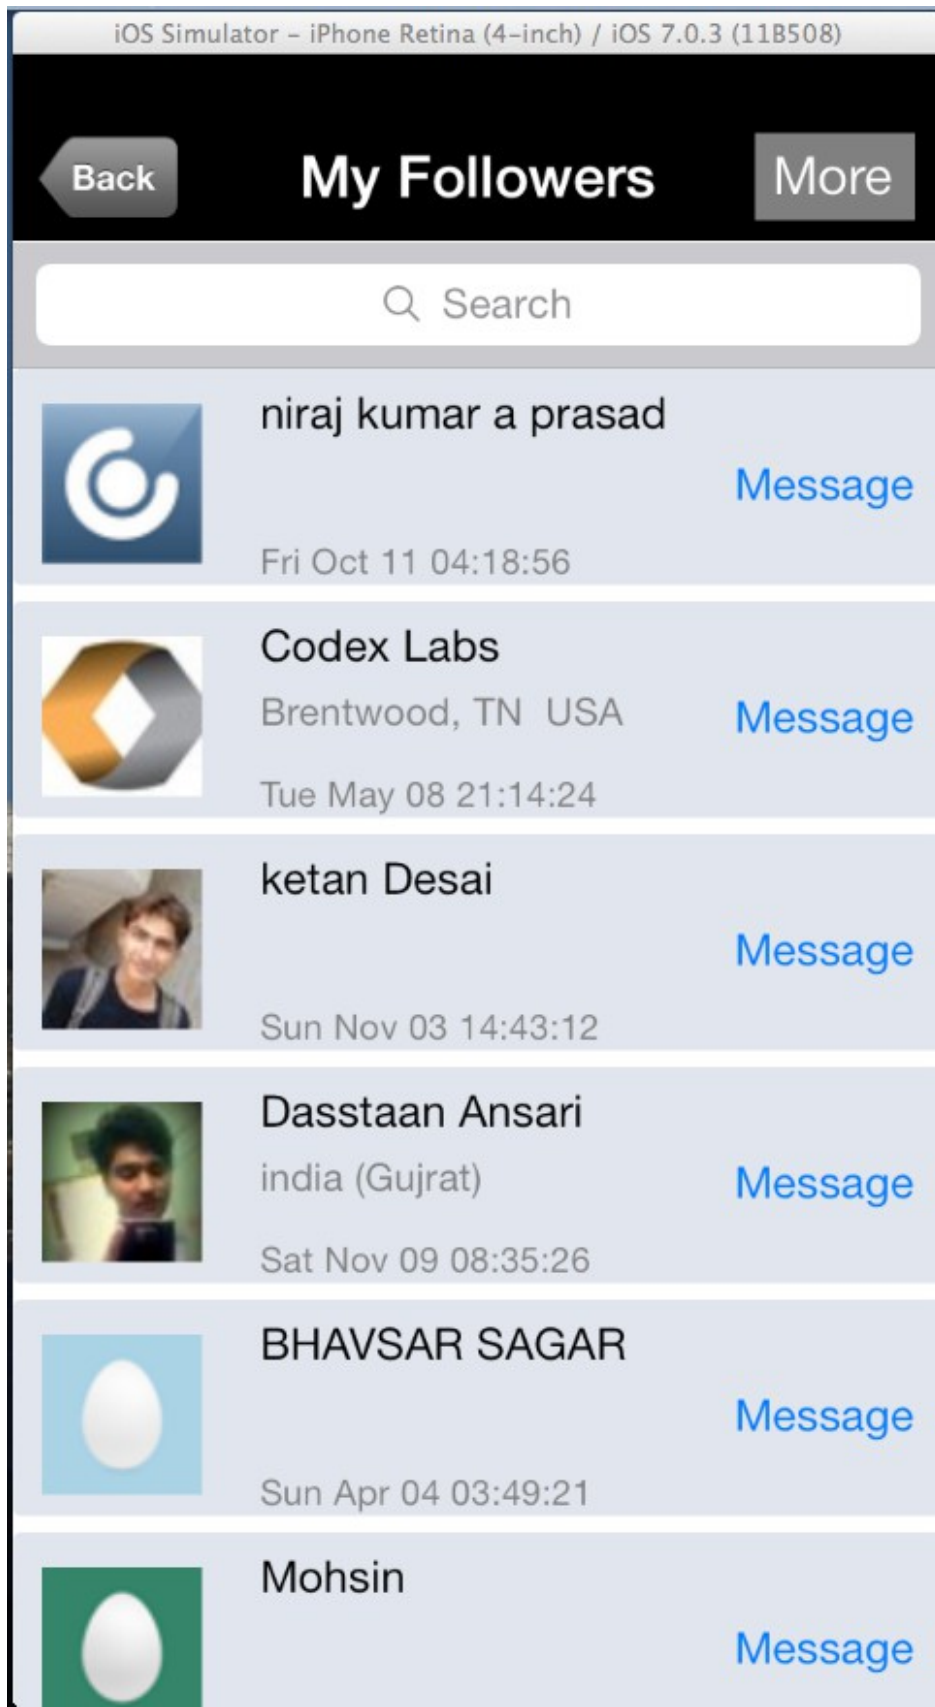 iOS Simulator – iPhone Retina (4-inch) / iOS 7.0.3 (11B508)
Back My Followers More
Search
niraj kumar a prasad
Message
Fri Oct 11 04:18:56
Codex Labs
Brentwood, TN  USA
Message
Tue May 08 21:14:24
ketan Desai
Message
Sun Nov 03 14:43:12
Dasstaan Ansari
india (Gujrat)
Message
Sat Nov 09 08:35:26
BHAVSAR SAGAR
Message
Sun Apr 04 03:49:21
Mohsin
Message